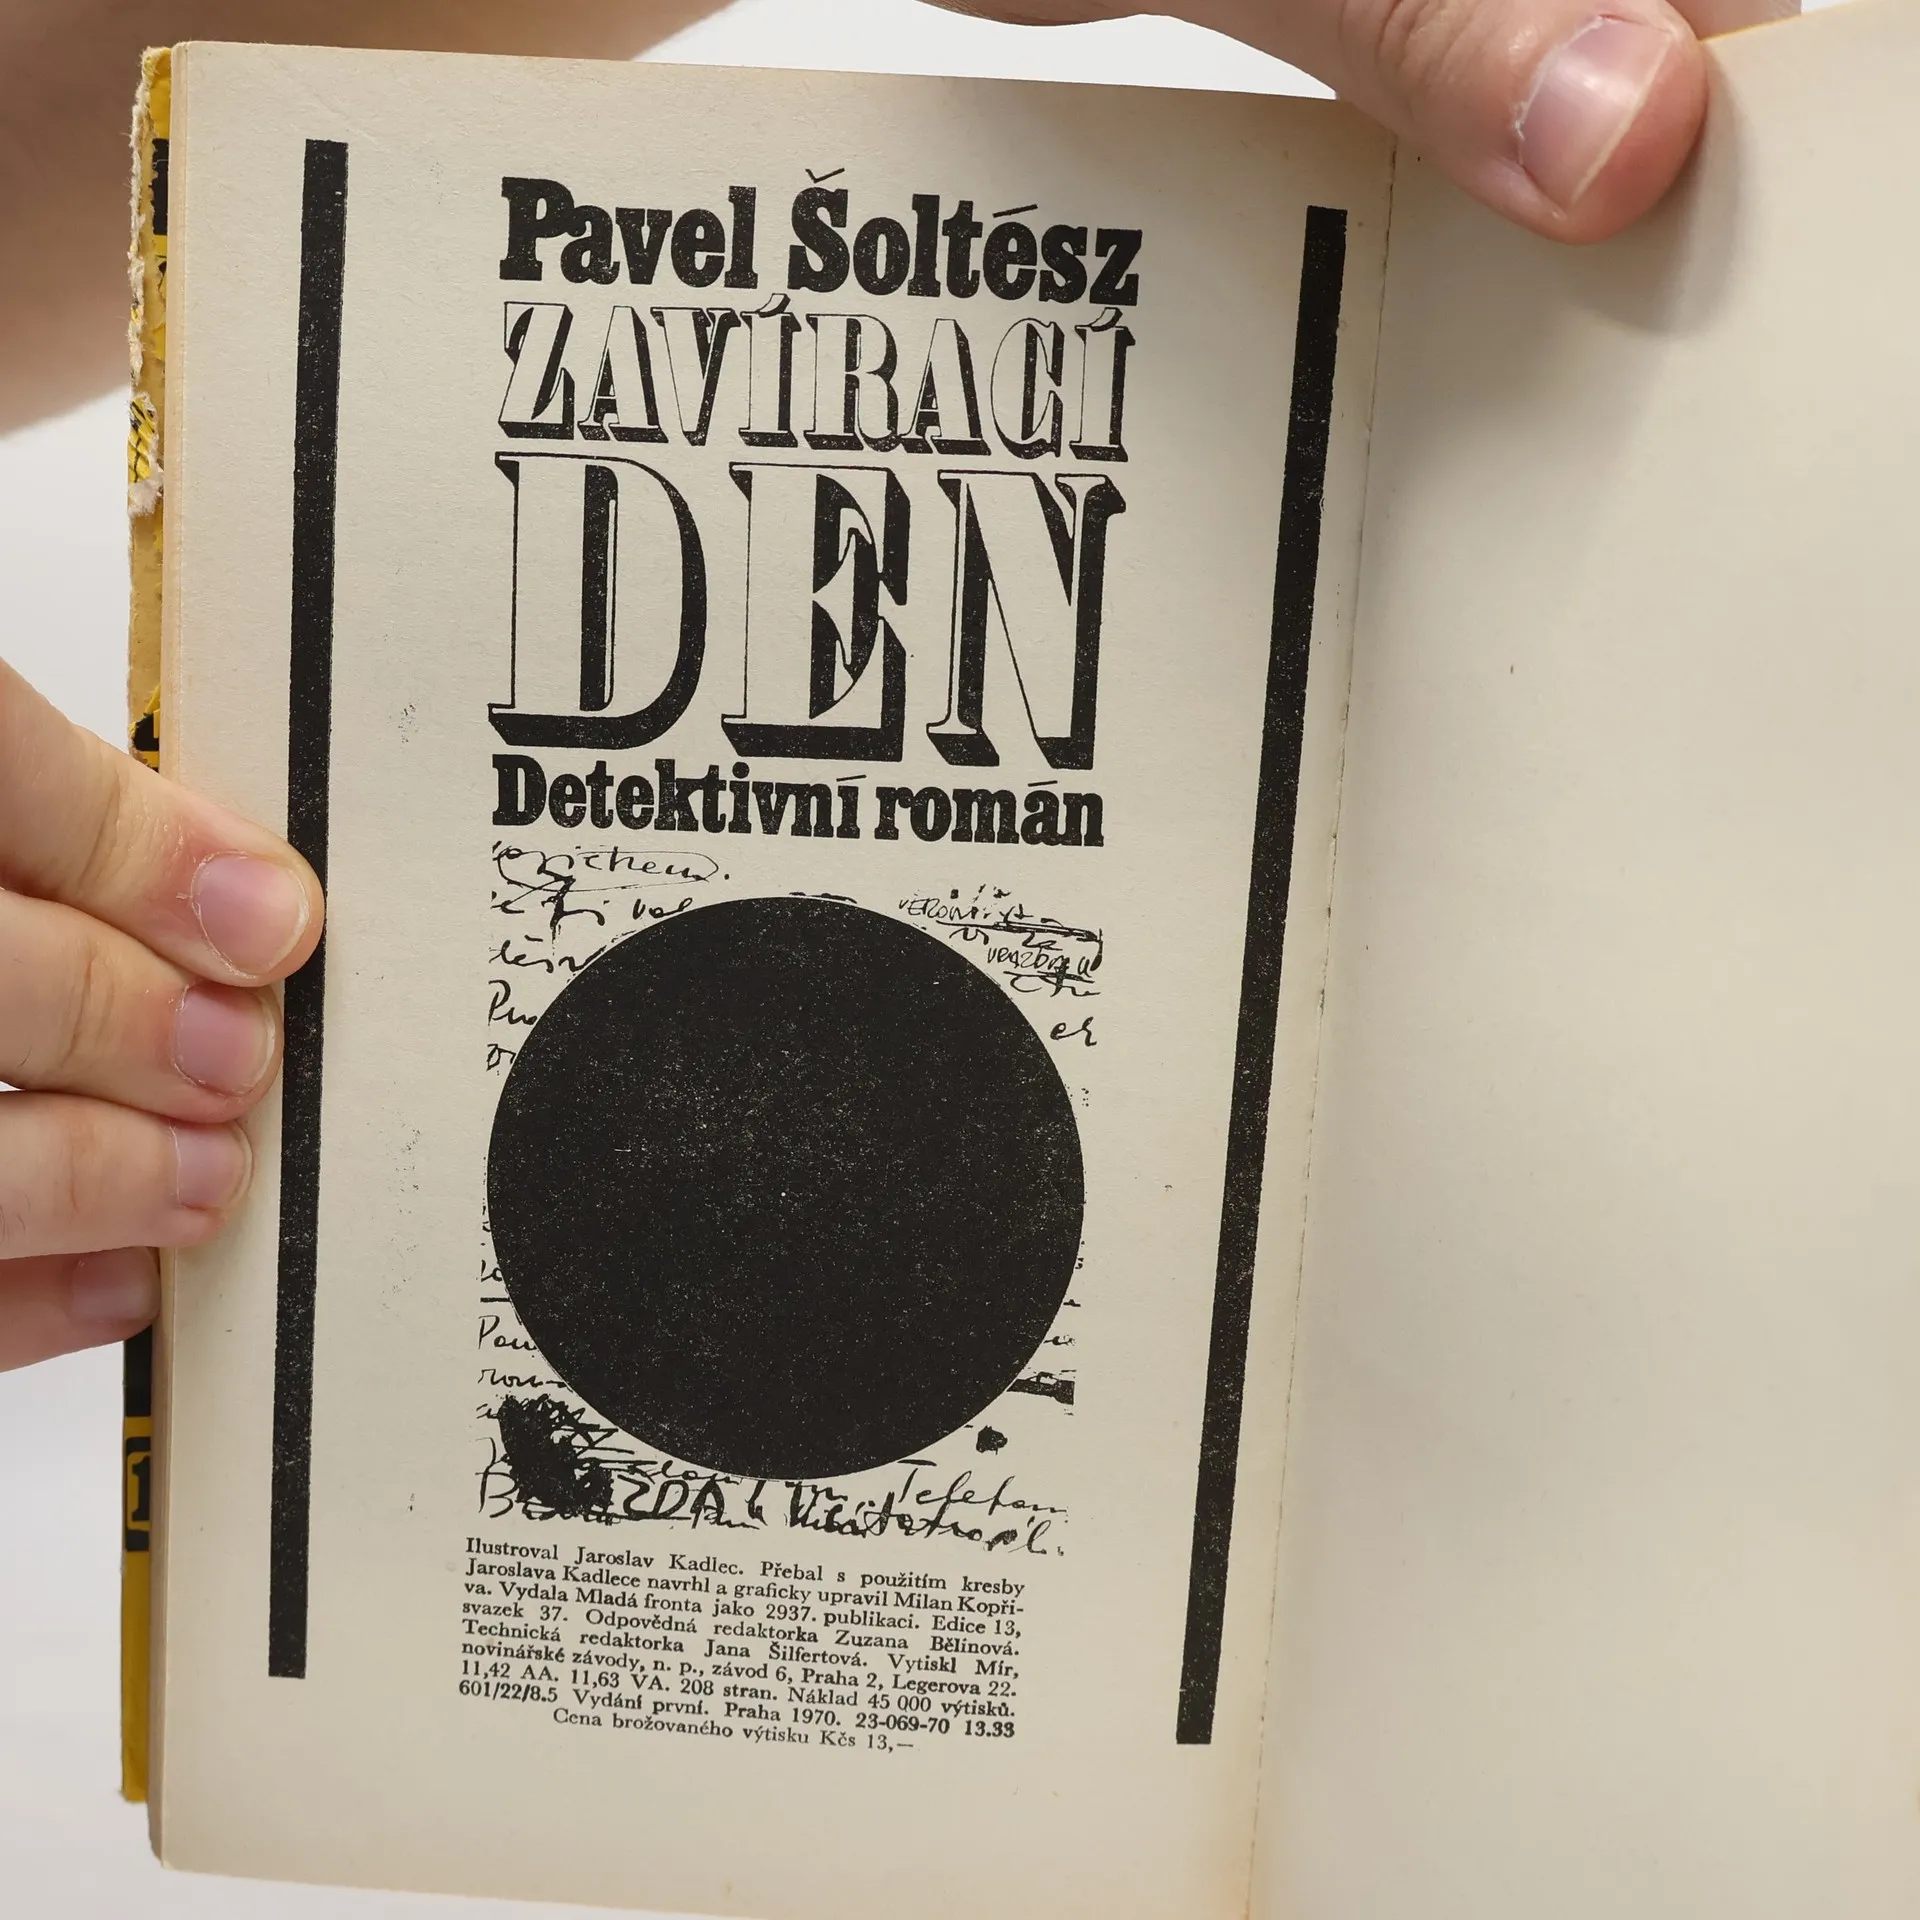 Pavel Šoltész
ZAVÍRACÍ
DEN
Detektivní román
Telefon
Ilustroval Jaroslav Kadlec. Přebal s použitím kresby
Jaroslava Kadlece navrhl a graficky upravil Milan Kopři-
va. Vydala Mladá fronta jako 2937. publikaci. Edice 13,
svazek 37. Odpovědná redaktorka Zuzana Bělinová.
Technická redaktorka Jana Šilfertová. Vytiskl Mír,
novinářské závody, n. p., závod 6, Praha 2, Legerova 22.
11,42 AA. 11,63 VA. 208 stran. Náklad 45 000 výtisků.
601/22/8.5 Vydání první. Praha 1970. 23-069-70 13.33
Cena brožovaného výtisku Kčs 13,—